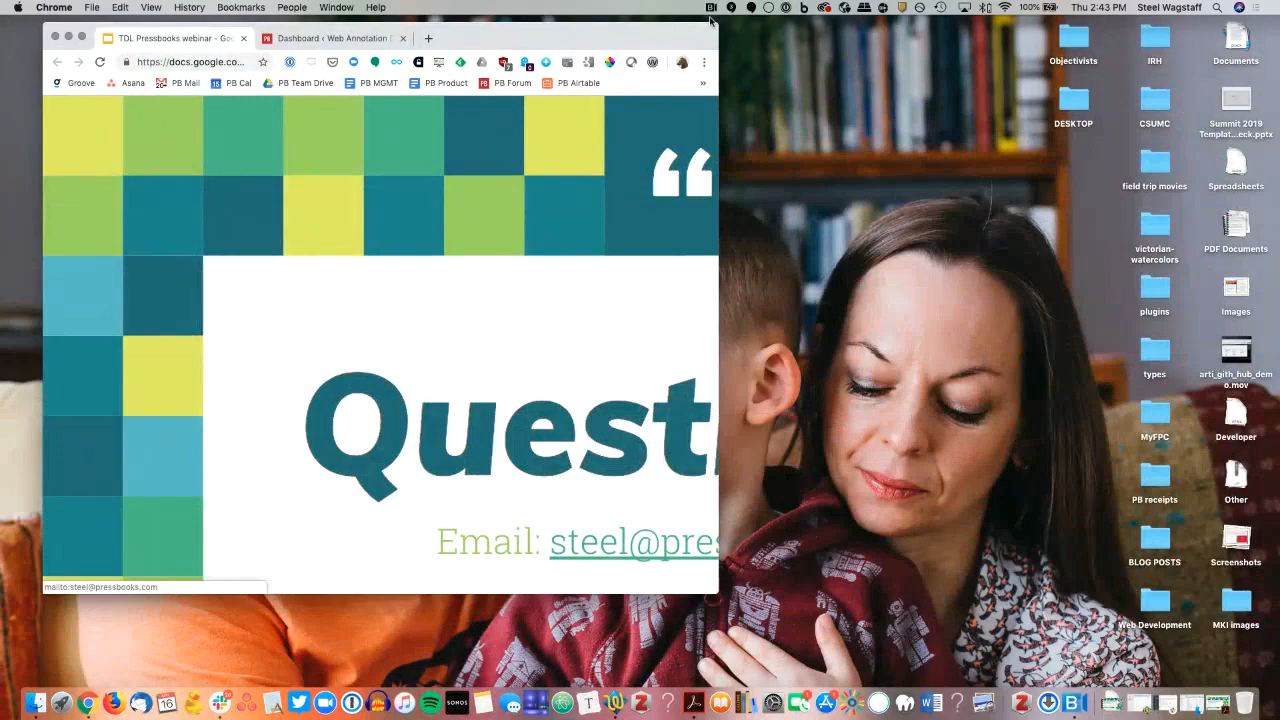 Chrome File Edit View History Bookmarks People Window Help 100% Thu 2:43 PM Steel Wagstaff
TDL Pressbooks webinar - Goo
Dashboard ‹ Web Annotation D
https://docs.google.co...
Groove Asana PB Mail PB Cal PB Team Drive PB MGMT PB Product PB Forum PB Airtable »
“
Questi
Email: steel@pres
mailto:steel@pressbooks.com
Objectivists IRH Documents
DESKTOP CSUMC Summit 2019
Templat...eck.pptx
field trip movies Spreadsheets
victorian-
watercolors PDF Documents
plugins Images
types arti_gith_hub_dem
o.mov
MyFPC Developer
PB receipts Other
BLOG POSTS Screenshots
Web Development MKI images
SONOS